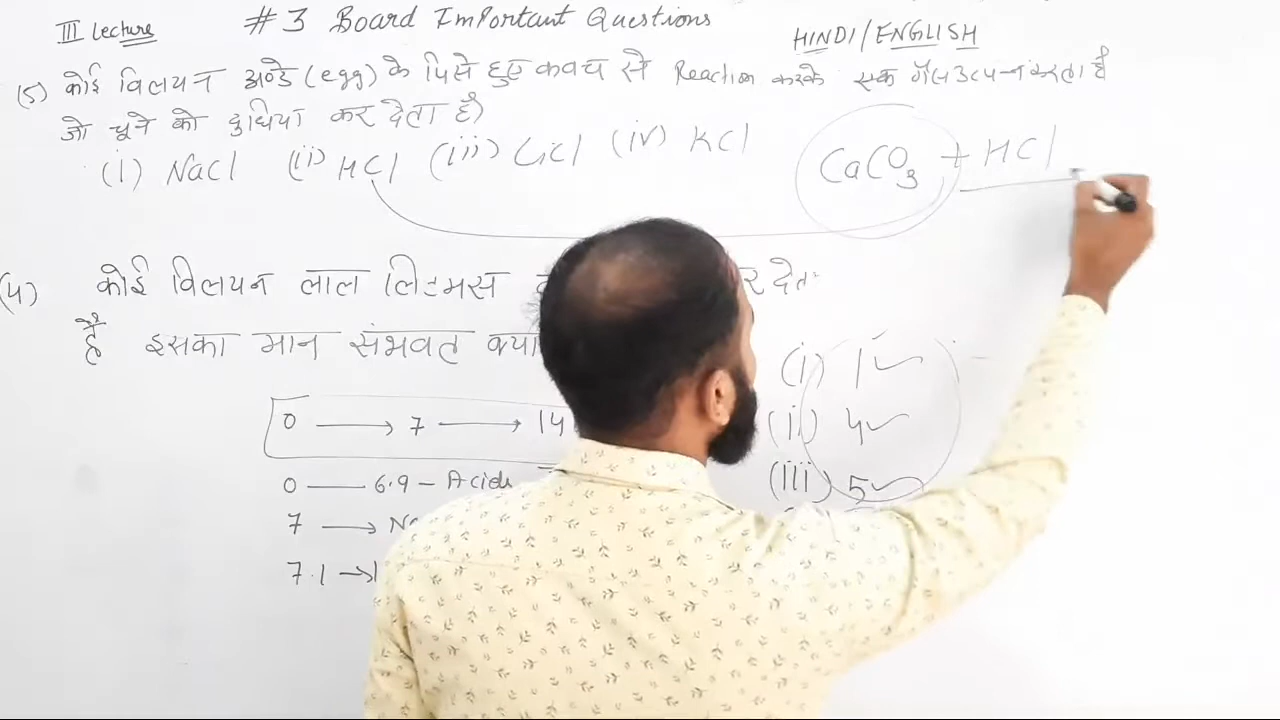 III Lecture
#3 Board Important Questions
HINDI/ENGLISH
(5) कोई विलयन अण्डे (egg) के पिसे हुए कवच से Reaction करके एक गैस उत्पन्न करता है
जो चूने को दुधिया कर देता है)
(i) NaCl (ii) HCl (iii) LiCl (iv) KCl
CaCO3 + HCl
(4) कोई विलयन लाल लिटमस
है इसका मान संभवत क्या
(i) 1
0 → 7 → 14
(ii) 4
0 — 6.9 – Acids
(iii) 5
7 →
7.1 →